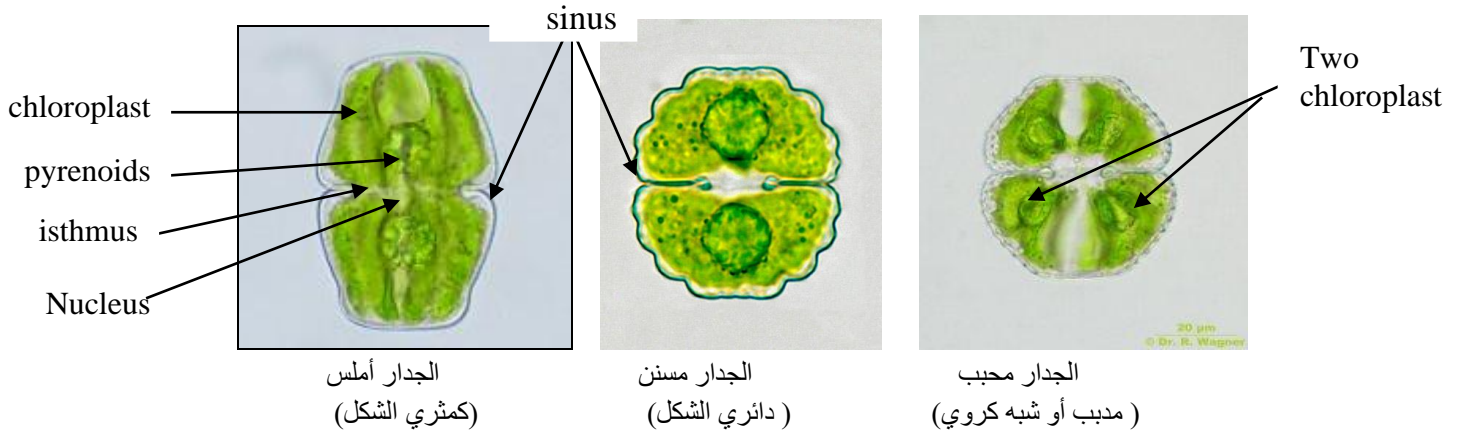 sinus
chloroplast
pyrenoids
isthmus
Nucleus
Two
chloroplast
20 µm
© Dr. R. Wagner
الجدار أملس
(كمثري الشكل)
الجدار مسنن
( دائري الشكل)
الجدار محبب
( مدبب أو شبه كروي)